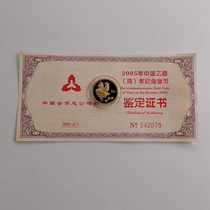 2005年中国乙酉
(鸡)年纪念金币
The Commemorative Gold Coin
of Year of the Rooster 2005
鉴定证书
Certificate of Authenticity
中国金币总公司
No 042079